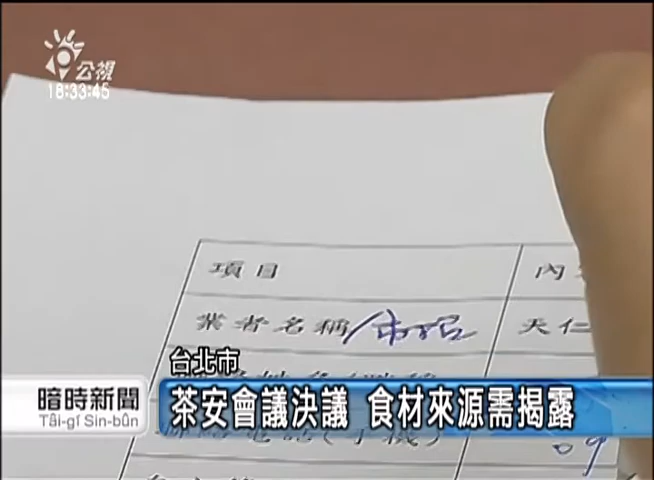 公視
18:33:45
項目
業者名稱
天仁
台北市
暗時新聞
Tâi-gí Sin-bûn
茶安會議決議 食材來源需揭露